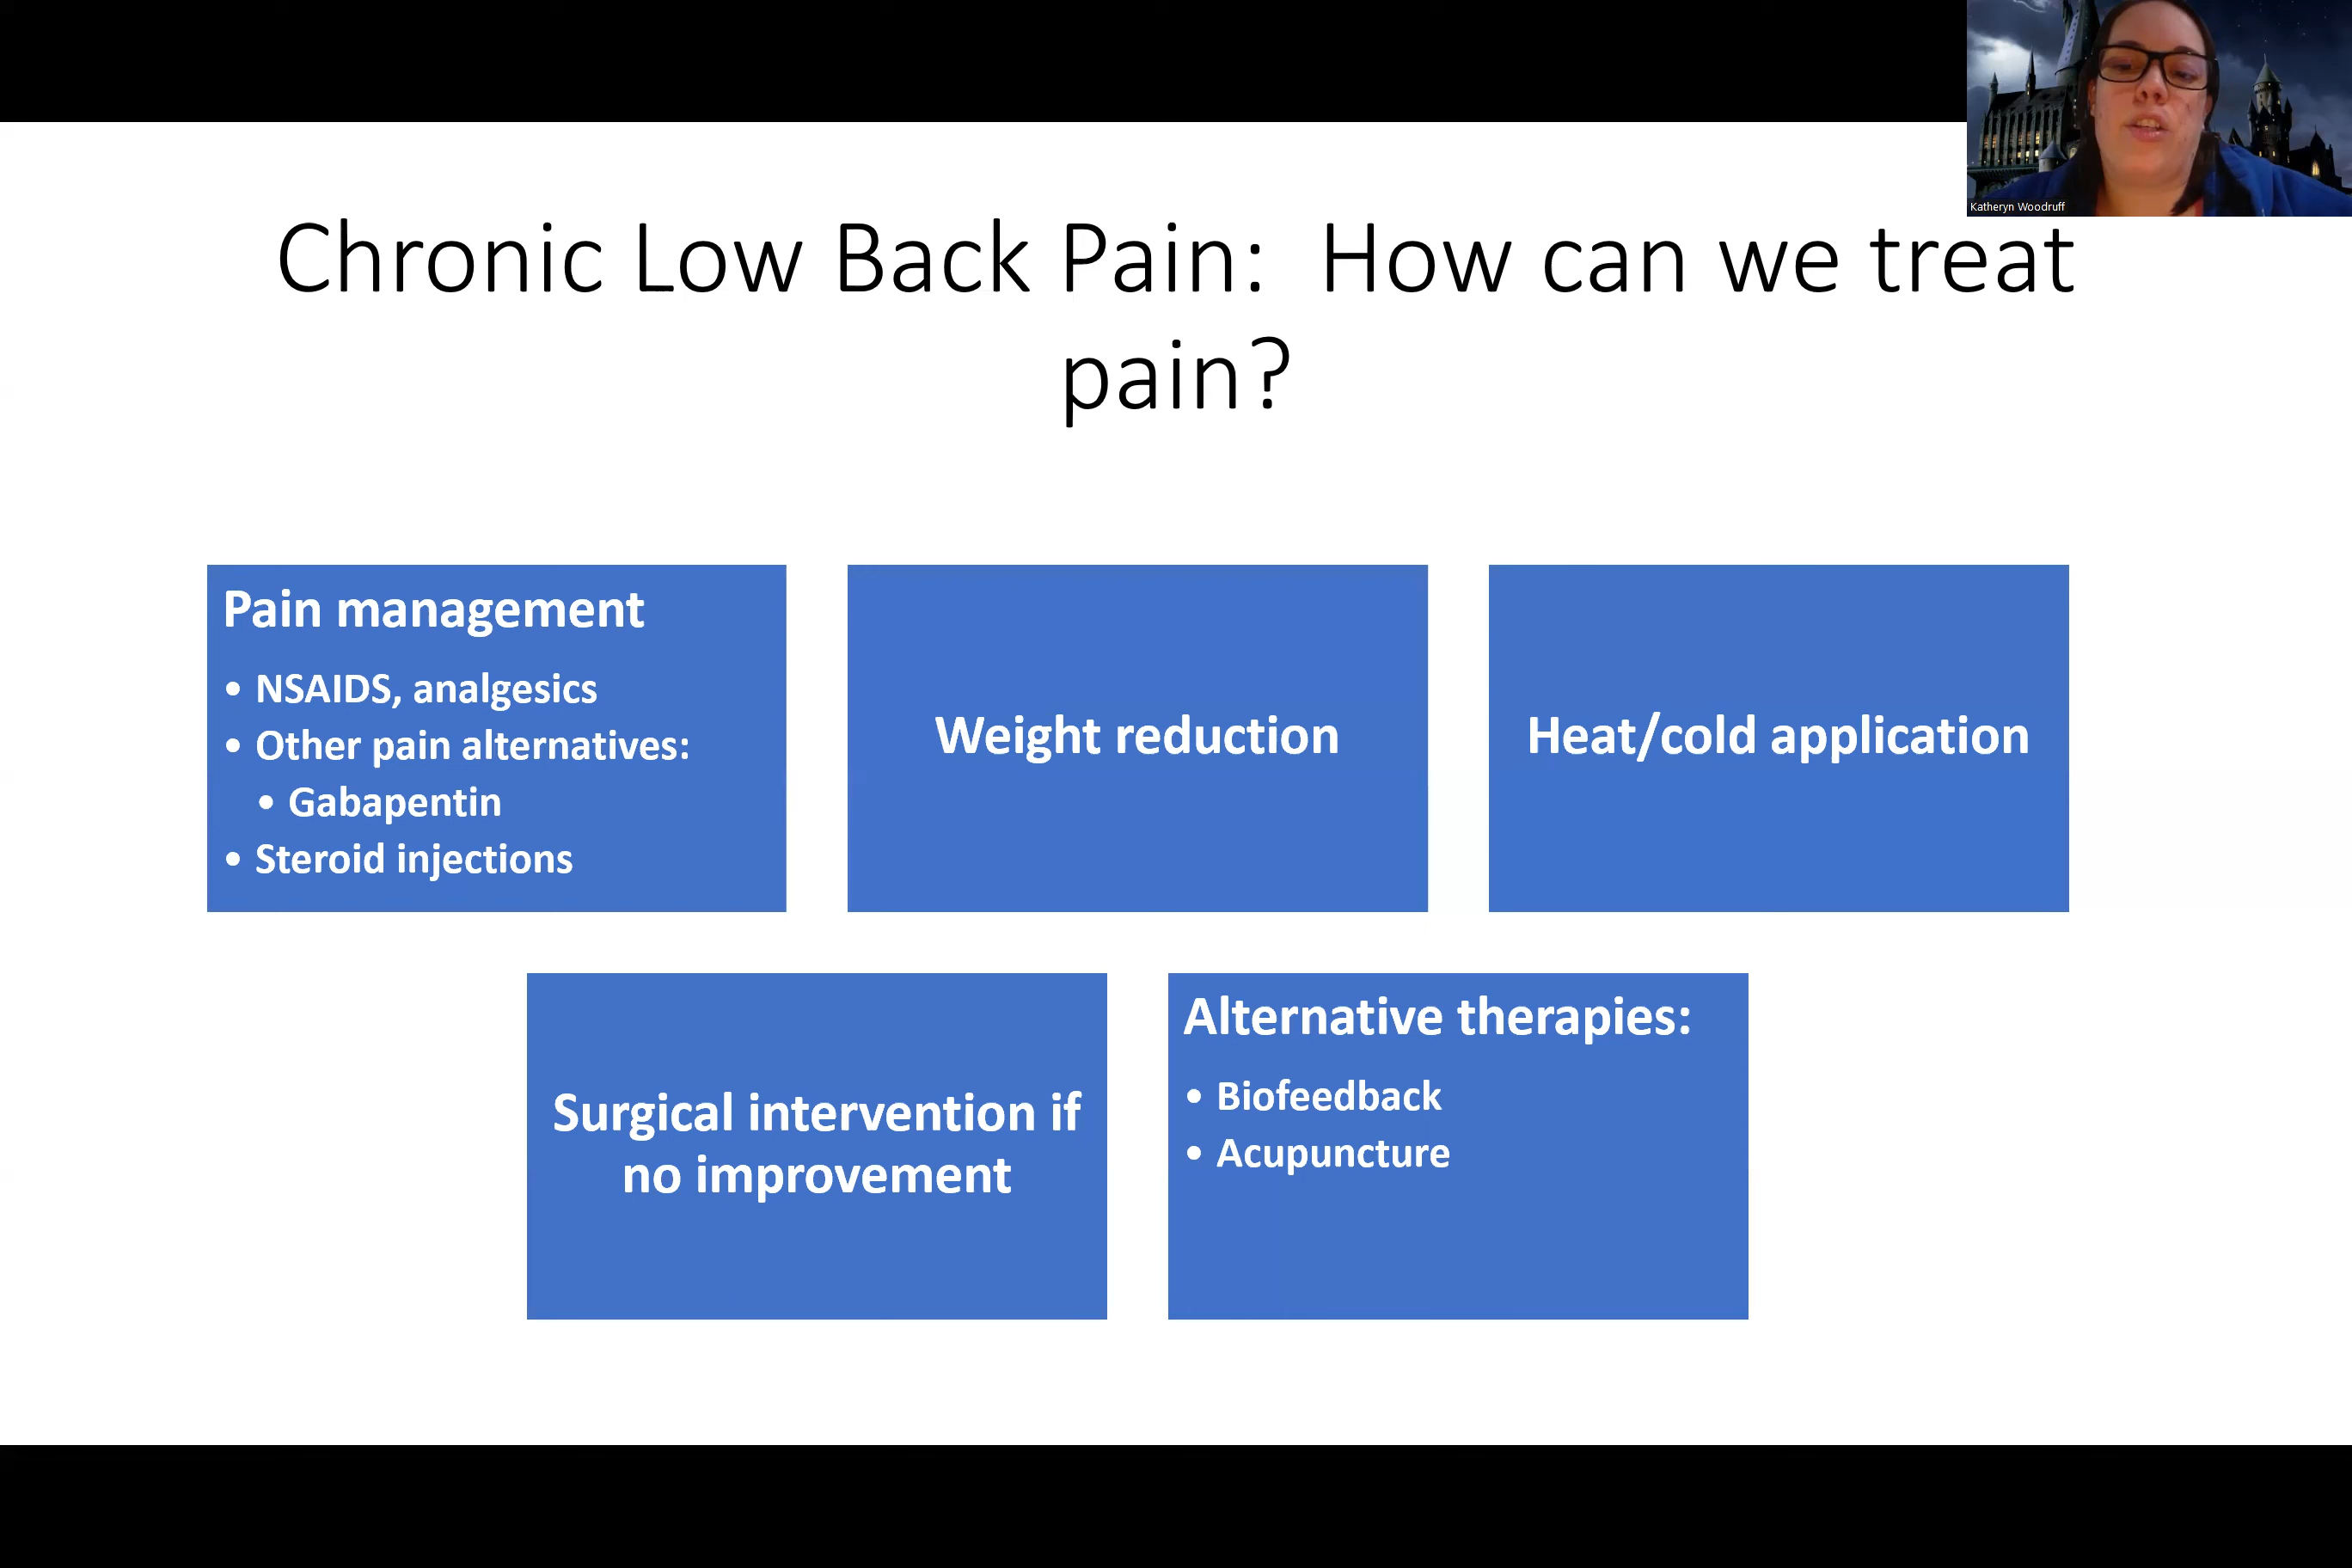 Katheryn Woodruff
Chronic Low Back Pain: How can we treat
pain?
Pain management
• NSAIDS, analgesics
• Other pain alternatives:
• Gabapentin
• Steroid injections
Weight reduction
Heat/cold application
Surgical intervention if
no improvement
Alternative therapies:
• Biofeedback
• Acupuncture